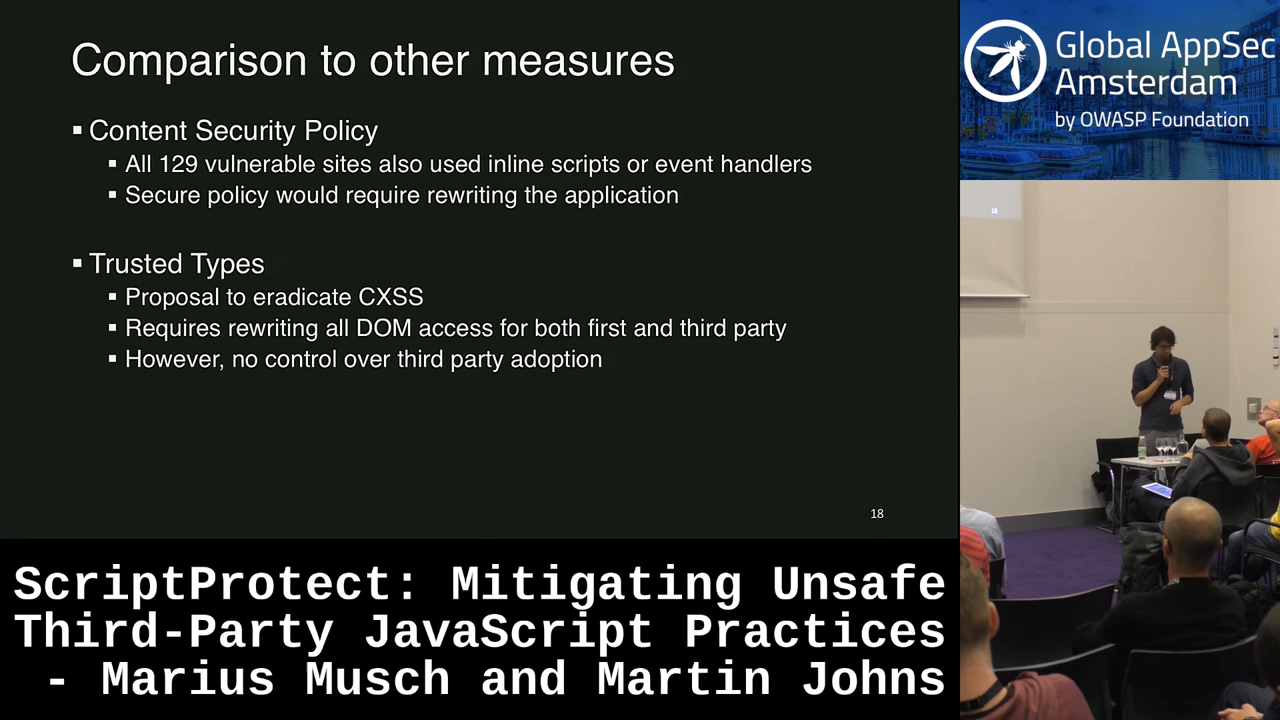 Comparison to other measures
▪ Content Security Policy
▪ All 129 vulnerable sites also used inline scripts or event handlers
▪ Secure policy would require rewriting the application
▪ Trusted Types
▪ Proposal to eradicate CXSS
▪ Requires rewriting all DOM access for both first and third party
▪ However, no control over third party adoption
18
ScriptProtect: Mitigating Unsafe
Third-Party JavaScript Practices
- Marius Musch and Martin Johns
Global AppSec
Amsterdam
by OWASP Foundation
18